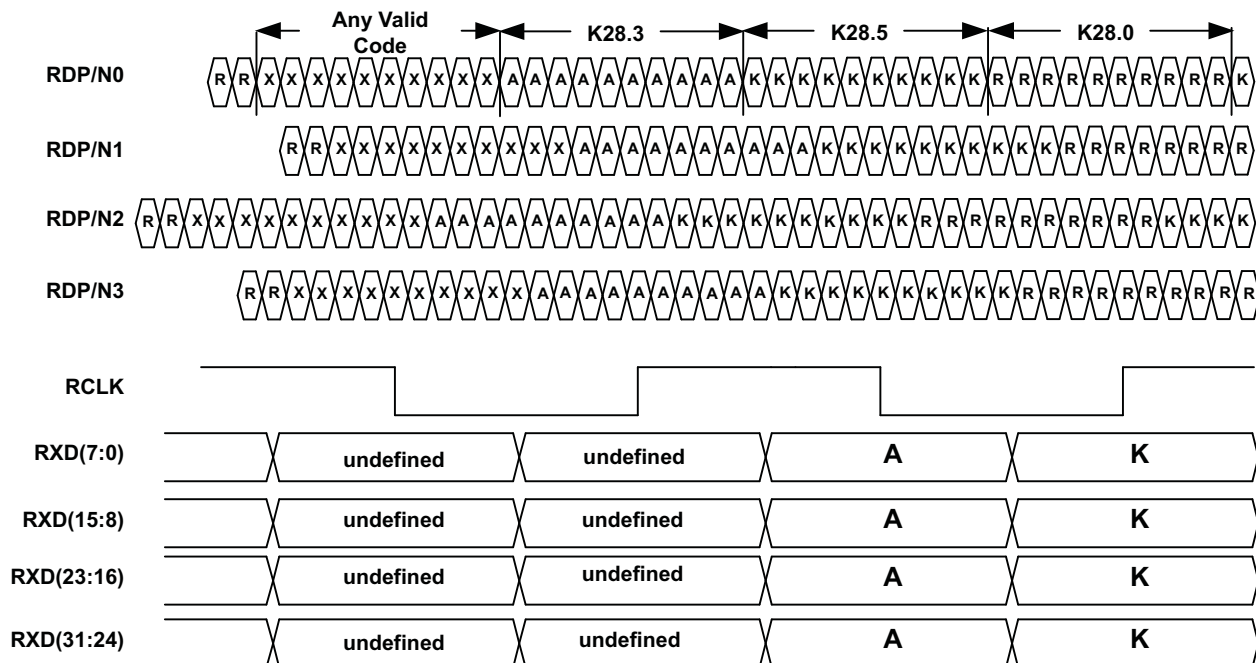 Any Valid Code K28.3 K28.5 K28.0
RDP/N0 R R X X X X X X X X X X A A A A A A A A A A K K K K K K K K K K R R R R R R R R R R K
RDP/N1 R R X X X X X X X X X X A A A A A A A A A A K K K K K K K K K K R R R R R R R R
RDP/N2 R R X X X X X X X X X X A A A A A A A A A A K K K K K K K K K K R R R R R R R R R R K K K K
RDP/N3 R R X X X X X X X X X X A A A A A A A A A A K K K K K K K K K K R R R R R R R R R R
RCLK
RXD(7:0) undefined undefined A K
RXD(15:8) undefined undefined A K
RXD(23:16) undefined undefined A K
RXD(31:24) undefined undefined A K